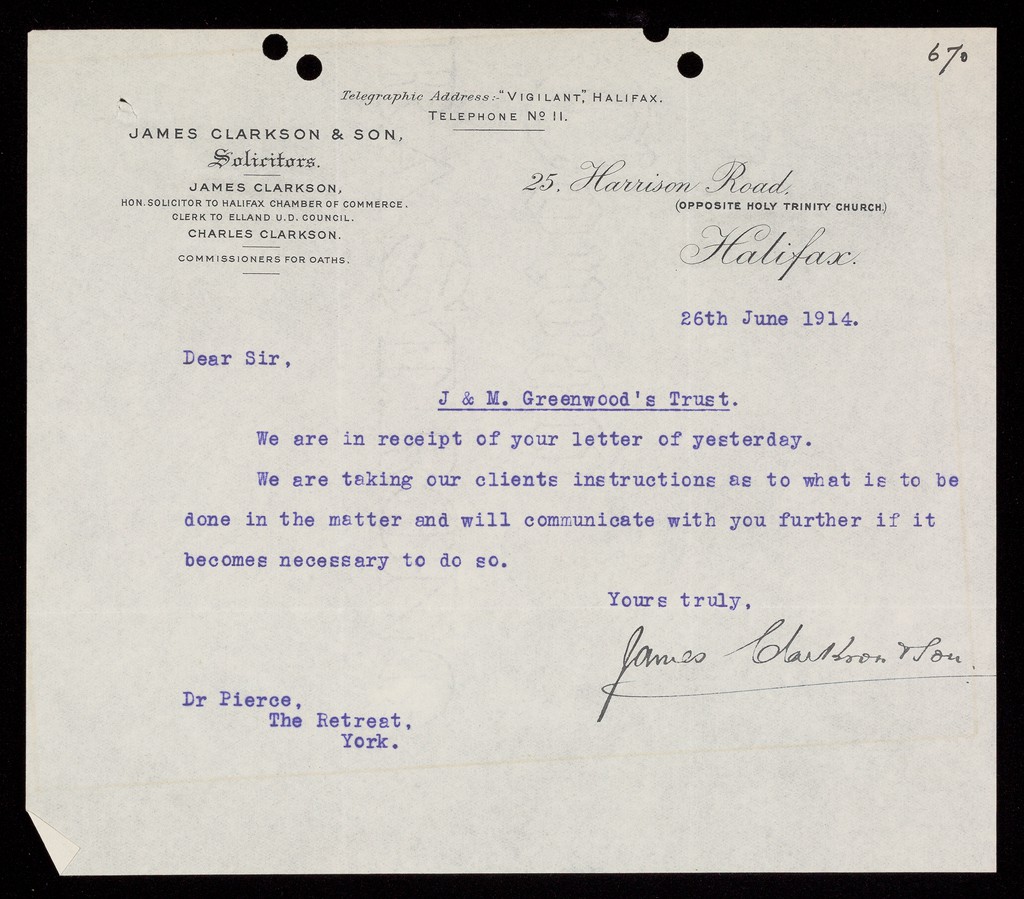 670
Telegraphic Address:-"VIGILANT," HALIFAX.
TELEPHONE Nº 11.
JAMES CLARKSON & SON,
Solicitors.
JAMES CLARKSON,
HON. SOLICITOR TO HALIFAX CHAMBER OF COMMERCE.
CLERK TO ELLAND U.D. COUNCIL.
CHARLES CLARKSON.
COMMISSIONERS FOR OATHS.
25, Harrison Road,
(OPPOSITE HOLY TRINITY CHURCH.)
Halifax.
26th June 1914.
Dear Sir,
J & M. Greenwood's Trust.
We are in receipt of your letter of yesterday.
We are taking our clients instructions as to what is to be
done in the matter and will communicate with you further if it
becomes necessary to do so.
Yours truly,
James Clarkson & Son.
Dr Pierce,
The Retreat,
York.